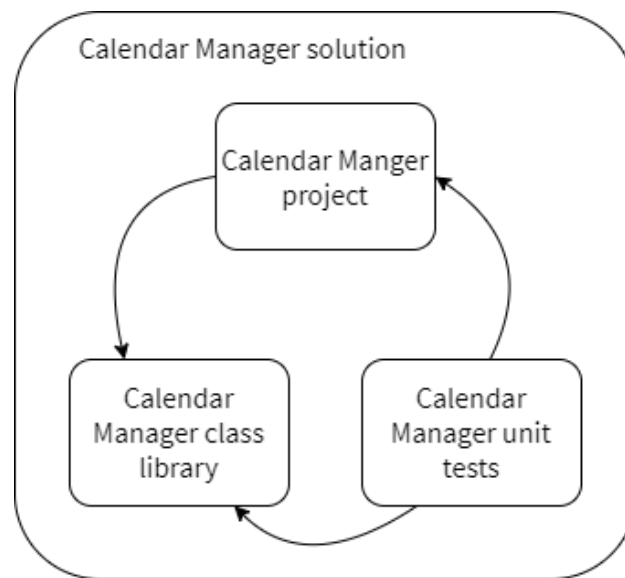 Calendar Manager solution
Calendar Manger
project
Calendar
Manager class
library
Calendar
Manager unit
tests